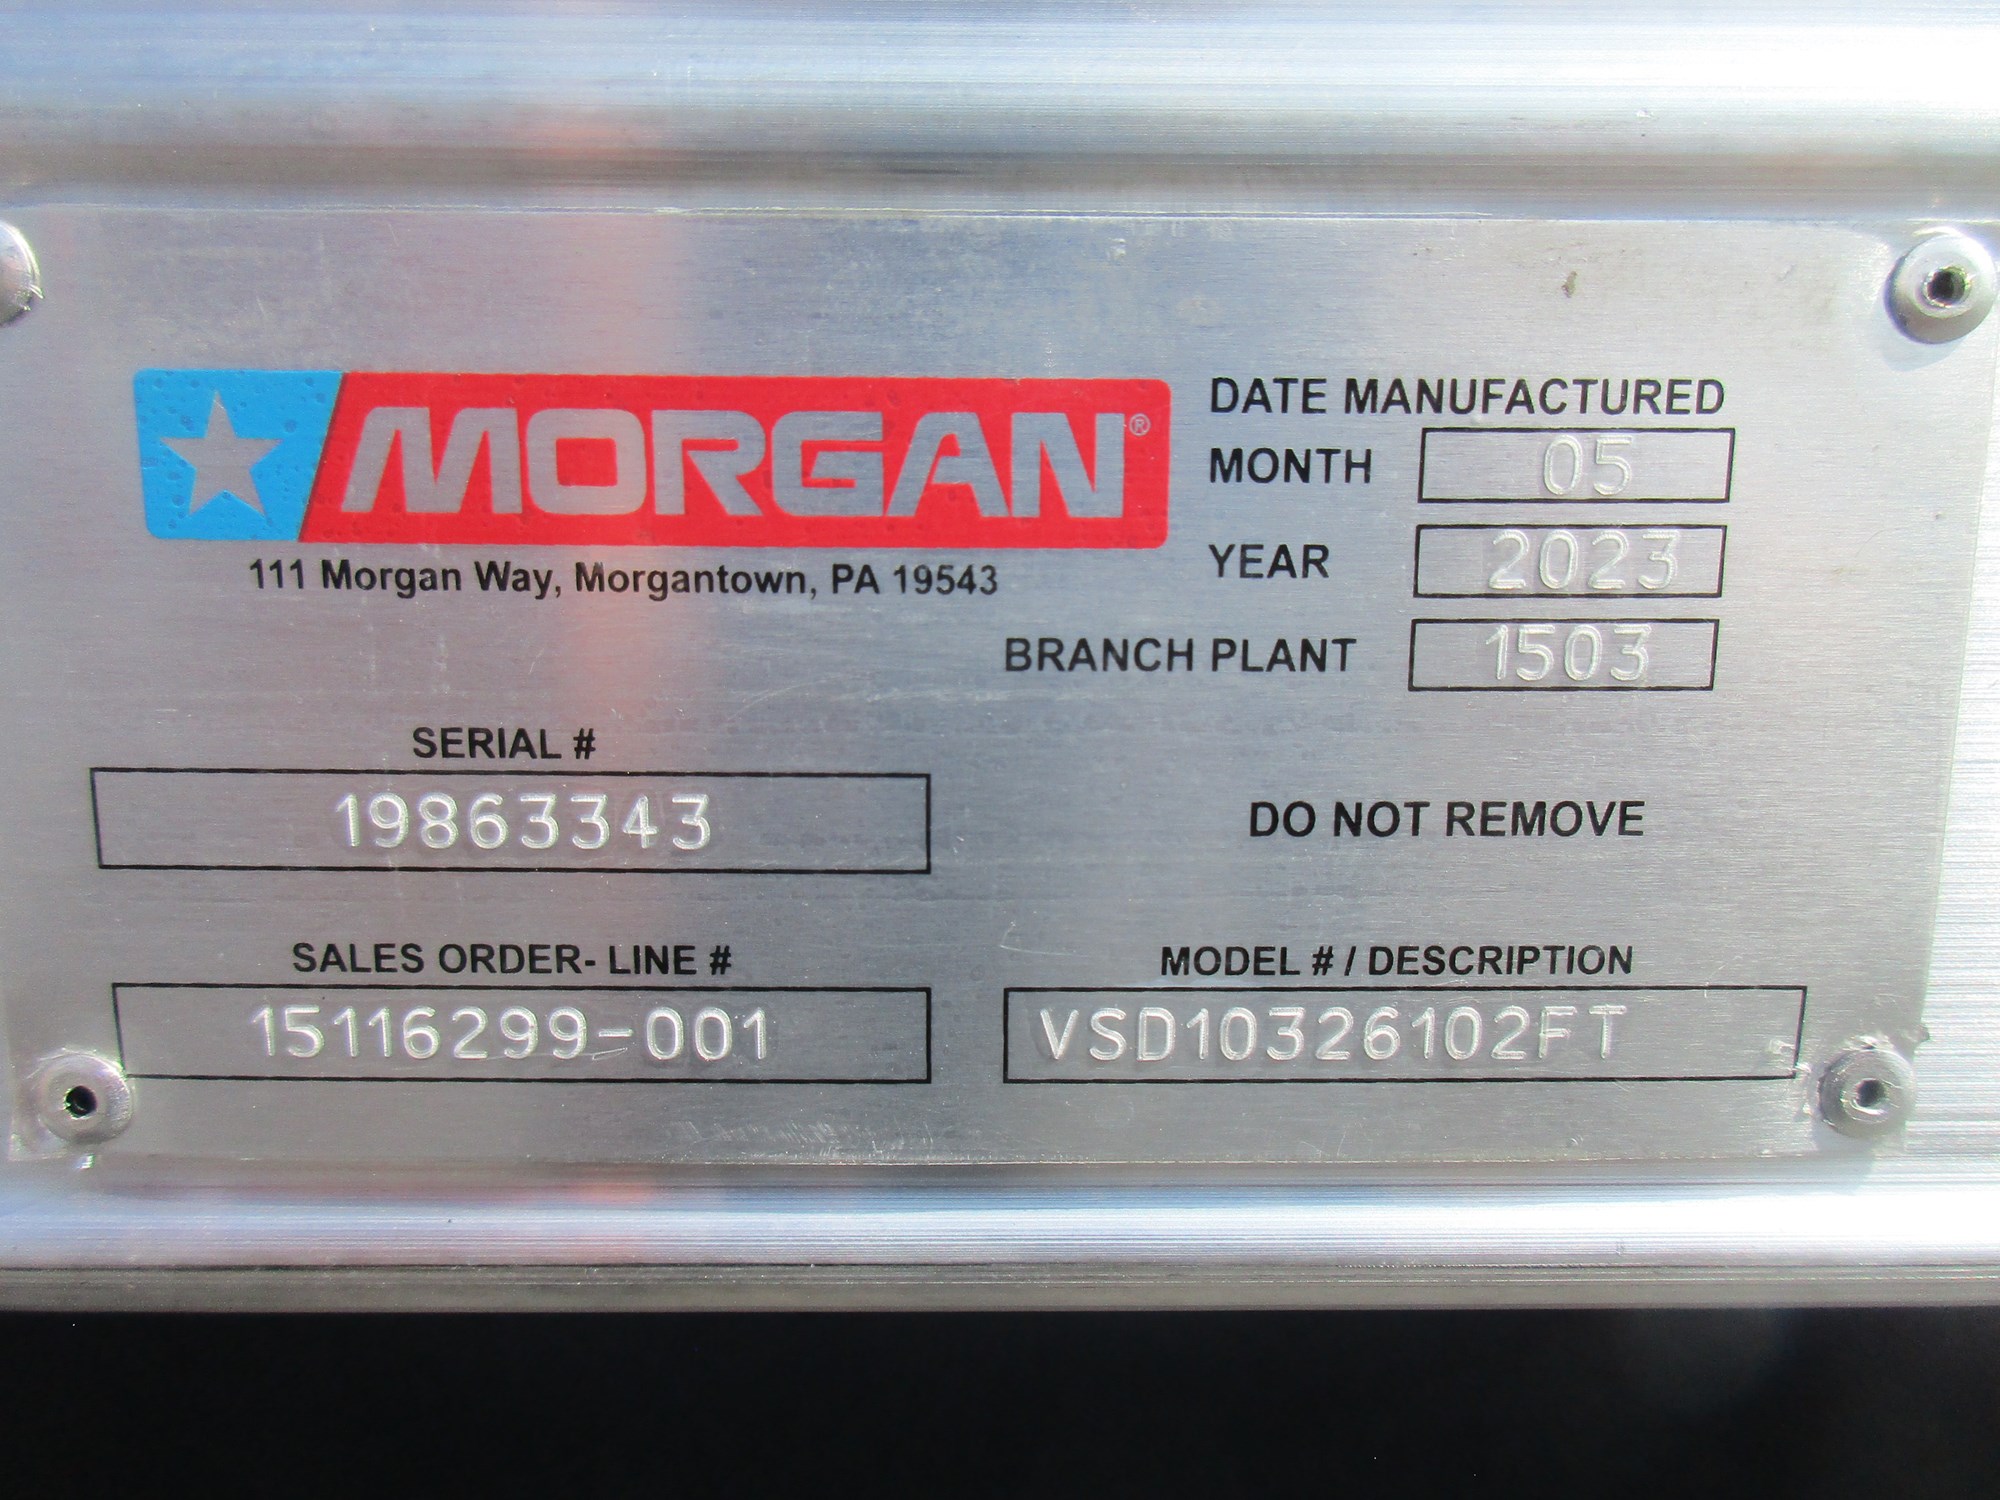 MORGAN®
111 Morgan Way, Morgantown, PA 19543
DATE MANUFACTURED
MONTH 05
YEAR 2023
BRANCH PLANT 1503
SERIAL #
19863343
DO NOT REMOVE
SALES ORDER- LINE #
15116299-001
MODEL # / DESCRIPTION
VSD10326102FT